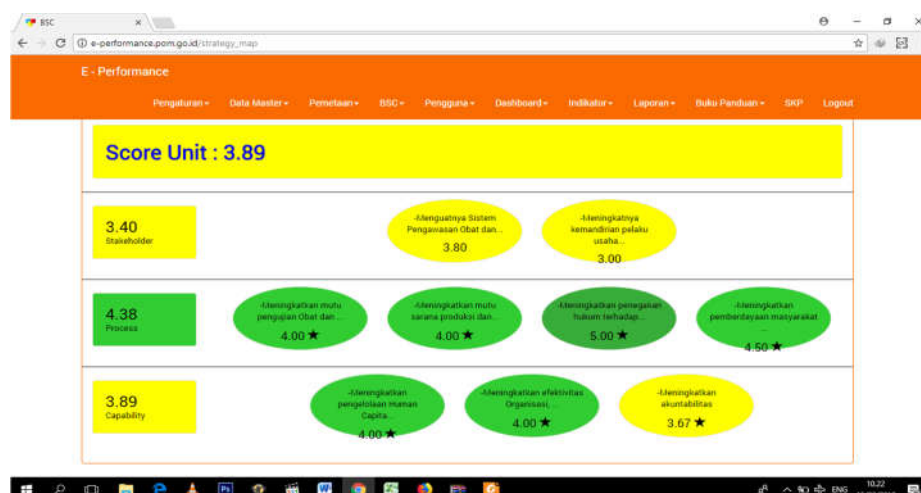 BSC
e-performance.pom.go.id/strategy_map
E - Performance
Pengaturan Data Master Pemetaan BSC Pengguna Dashboard Indikator Laporan Buku Panduan SKP Logout
Score Unit : 3.89
3.40
Stakeholder
-Menguatnya Sistem
Pengawasan Obat dan...
3.80
-Meningkatnya
kemandirian pelaku
usaha...
3.00
4.38
Process
-Meningkatkan mutu
pengujian Obat dan...
4.00 ★
-Meningkatkan mutu
sarana produksi dan...
4.00 ★
-Meningkatkan penegakan
hukum terhadap...
5.00 ★
-Meningkatkan
pemberdayaan masyarakat
...
4.50 ★
3.89
Capability
-Meningkatkan
pengelolaan Human
Capita...
4.00 ★
-Meningkatkan efektivitas
Organisasi,...
4.00 ★
-Meningkatkan
akuntabilitas
3.67 ★
ENG
10.22